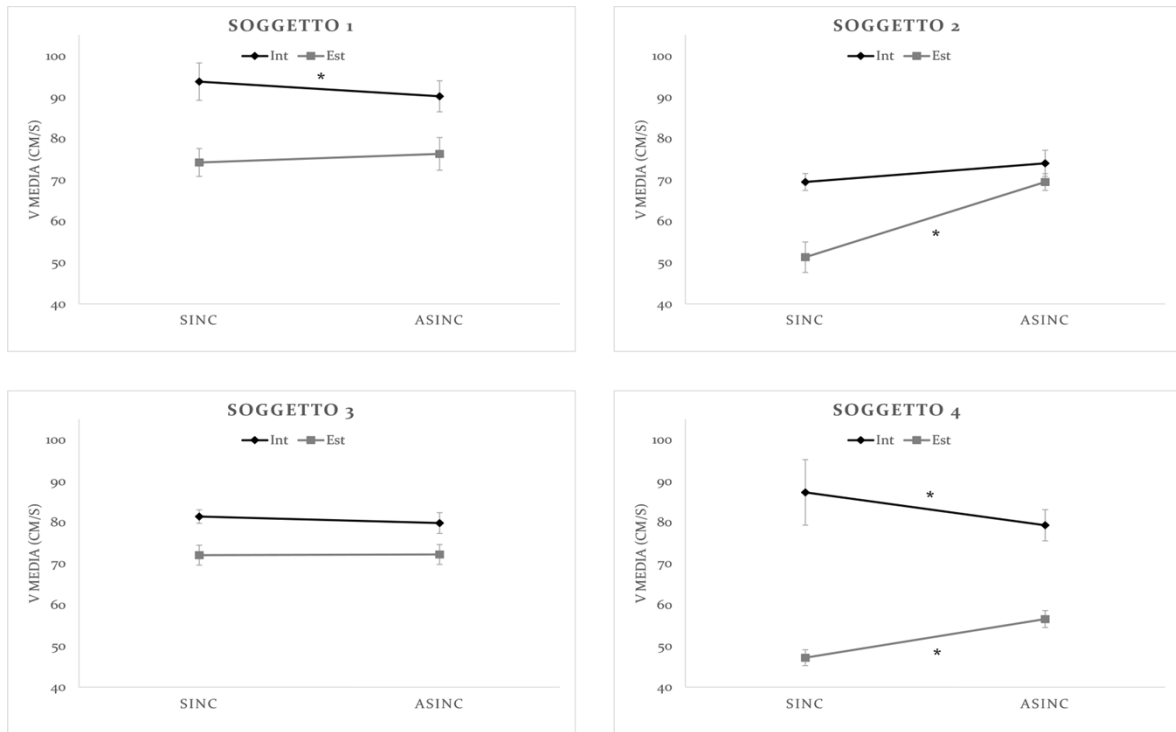 SOGGETTO 1
Int Est
*
V MEDIA (CM/S)
100
90
80
70
60
50
40
SINC ASINC
SOGGETTO 2
Int Est
*
V MEDIA (CM/S)
100
90
80
70
60
50
40
SINC ASINC
SOGGETTO 3
Int Est
V MEDIA (CM/S)
100
90
80
70
60
50
40
SINC ASINC
SOGGETTO 4
Int Est
*
*
V MEDIA (CM/S)
100
90
80
70
60
50
40
SINC ASINC